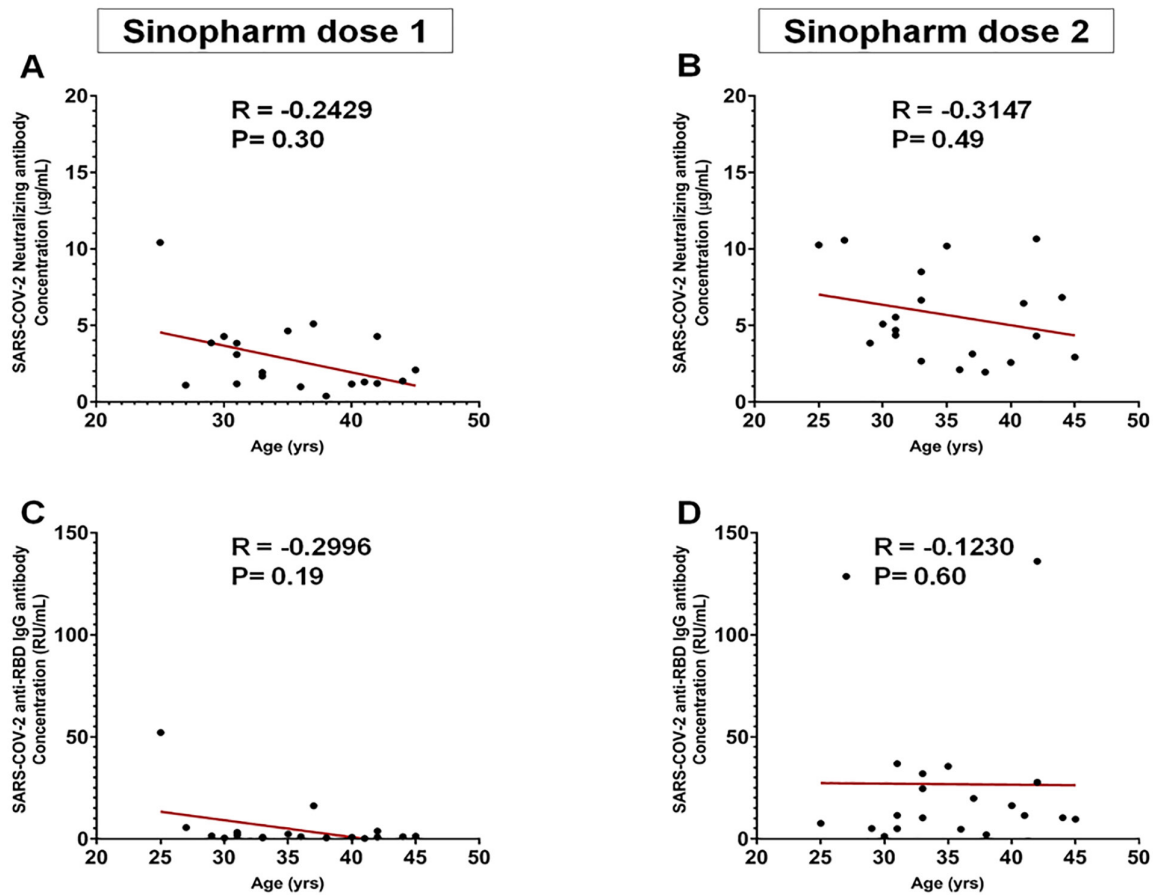 Sinopharm dose 1
Sinopharm dose 2
A
R = -0.2429
P= 0.30
SARS-COV-2 Neutralizing antibody
Concentration (µg/mL)
20
15
10
5
0
20 30 40 50
Age (yrs)
B
R = -0.3147
P= 0.49
SARS-COV-2 Neutralizing antibody
Concentration (µg/mL)
20
15
10
5
0
20 25 30 35 40 45 50
Age (yrs)
C
R = -0.2996
P= 0.19
SARS-COV-2 anti-RBD IgG antibody
Concentration (RU/mL)
150
100
50
0
20 25 30 35 40 45 50
Age (yrs)
D
R = -0.1230
P= 0.60
SARS-COV-2 anti-RBD IgG antibody
Concentration (RU/mL)
150
100
50
0
20 25 30 35 40 45 50
Age (yrs)